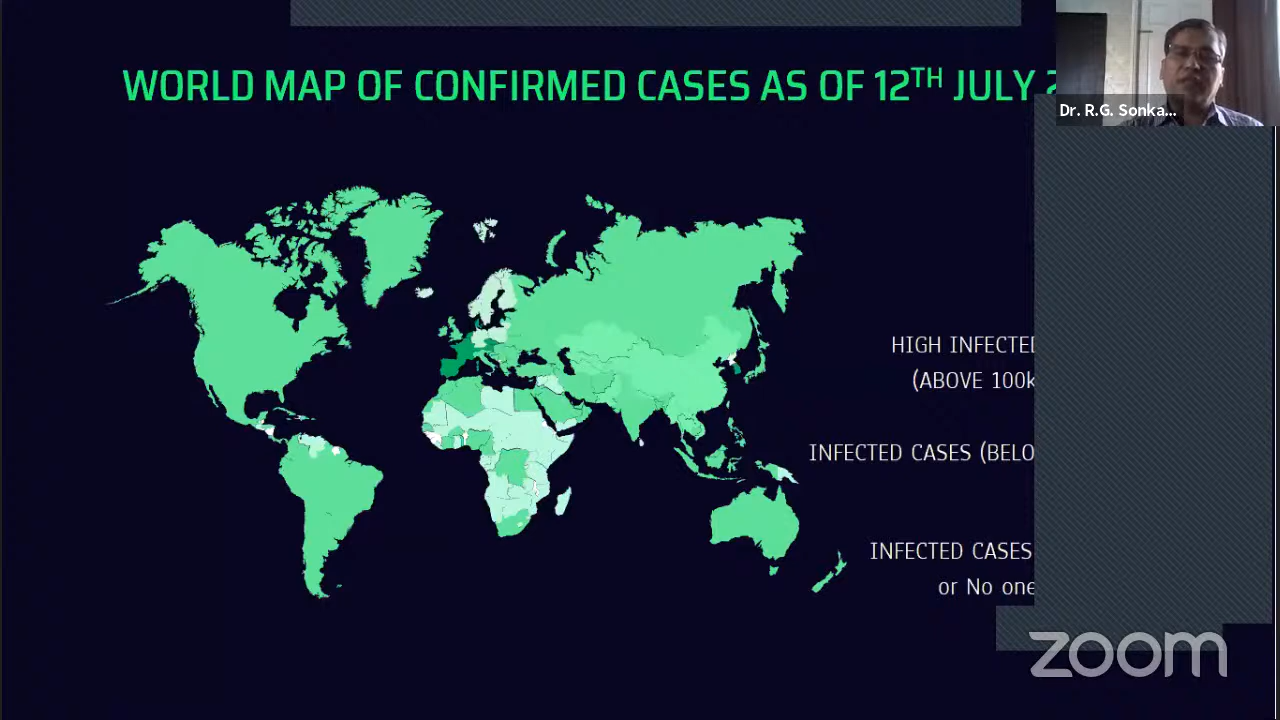 WORLD MAP OF CONFIRMED CASES AS OF 12TH JULY
Dr. R.G. Sonka...
HIGH INFECTED
(ABOVE 100k
INFECTED CASES (BELO
INFECTED CASES
or No one
zoom